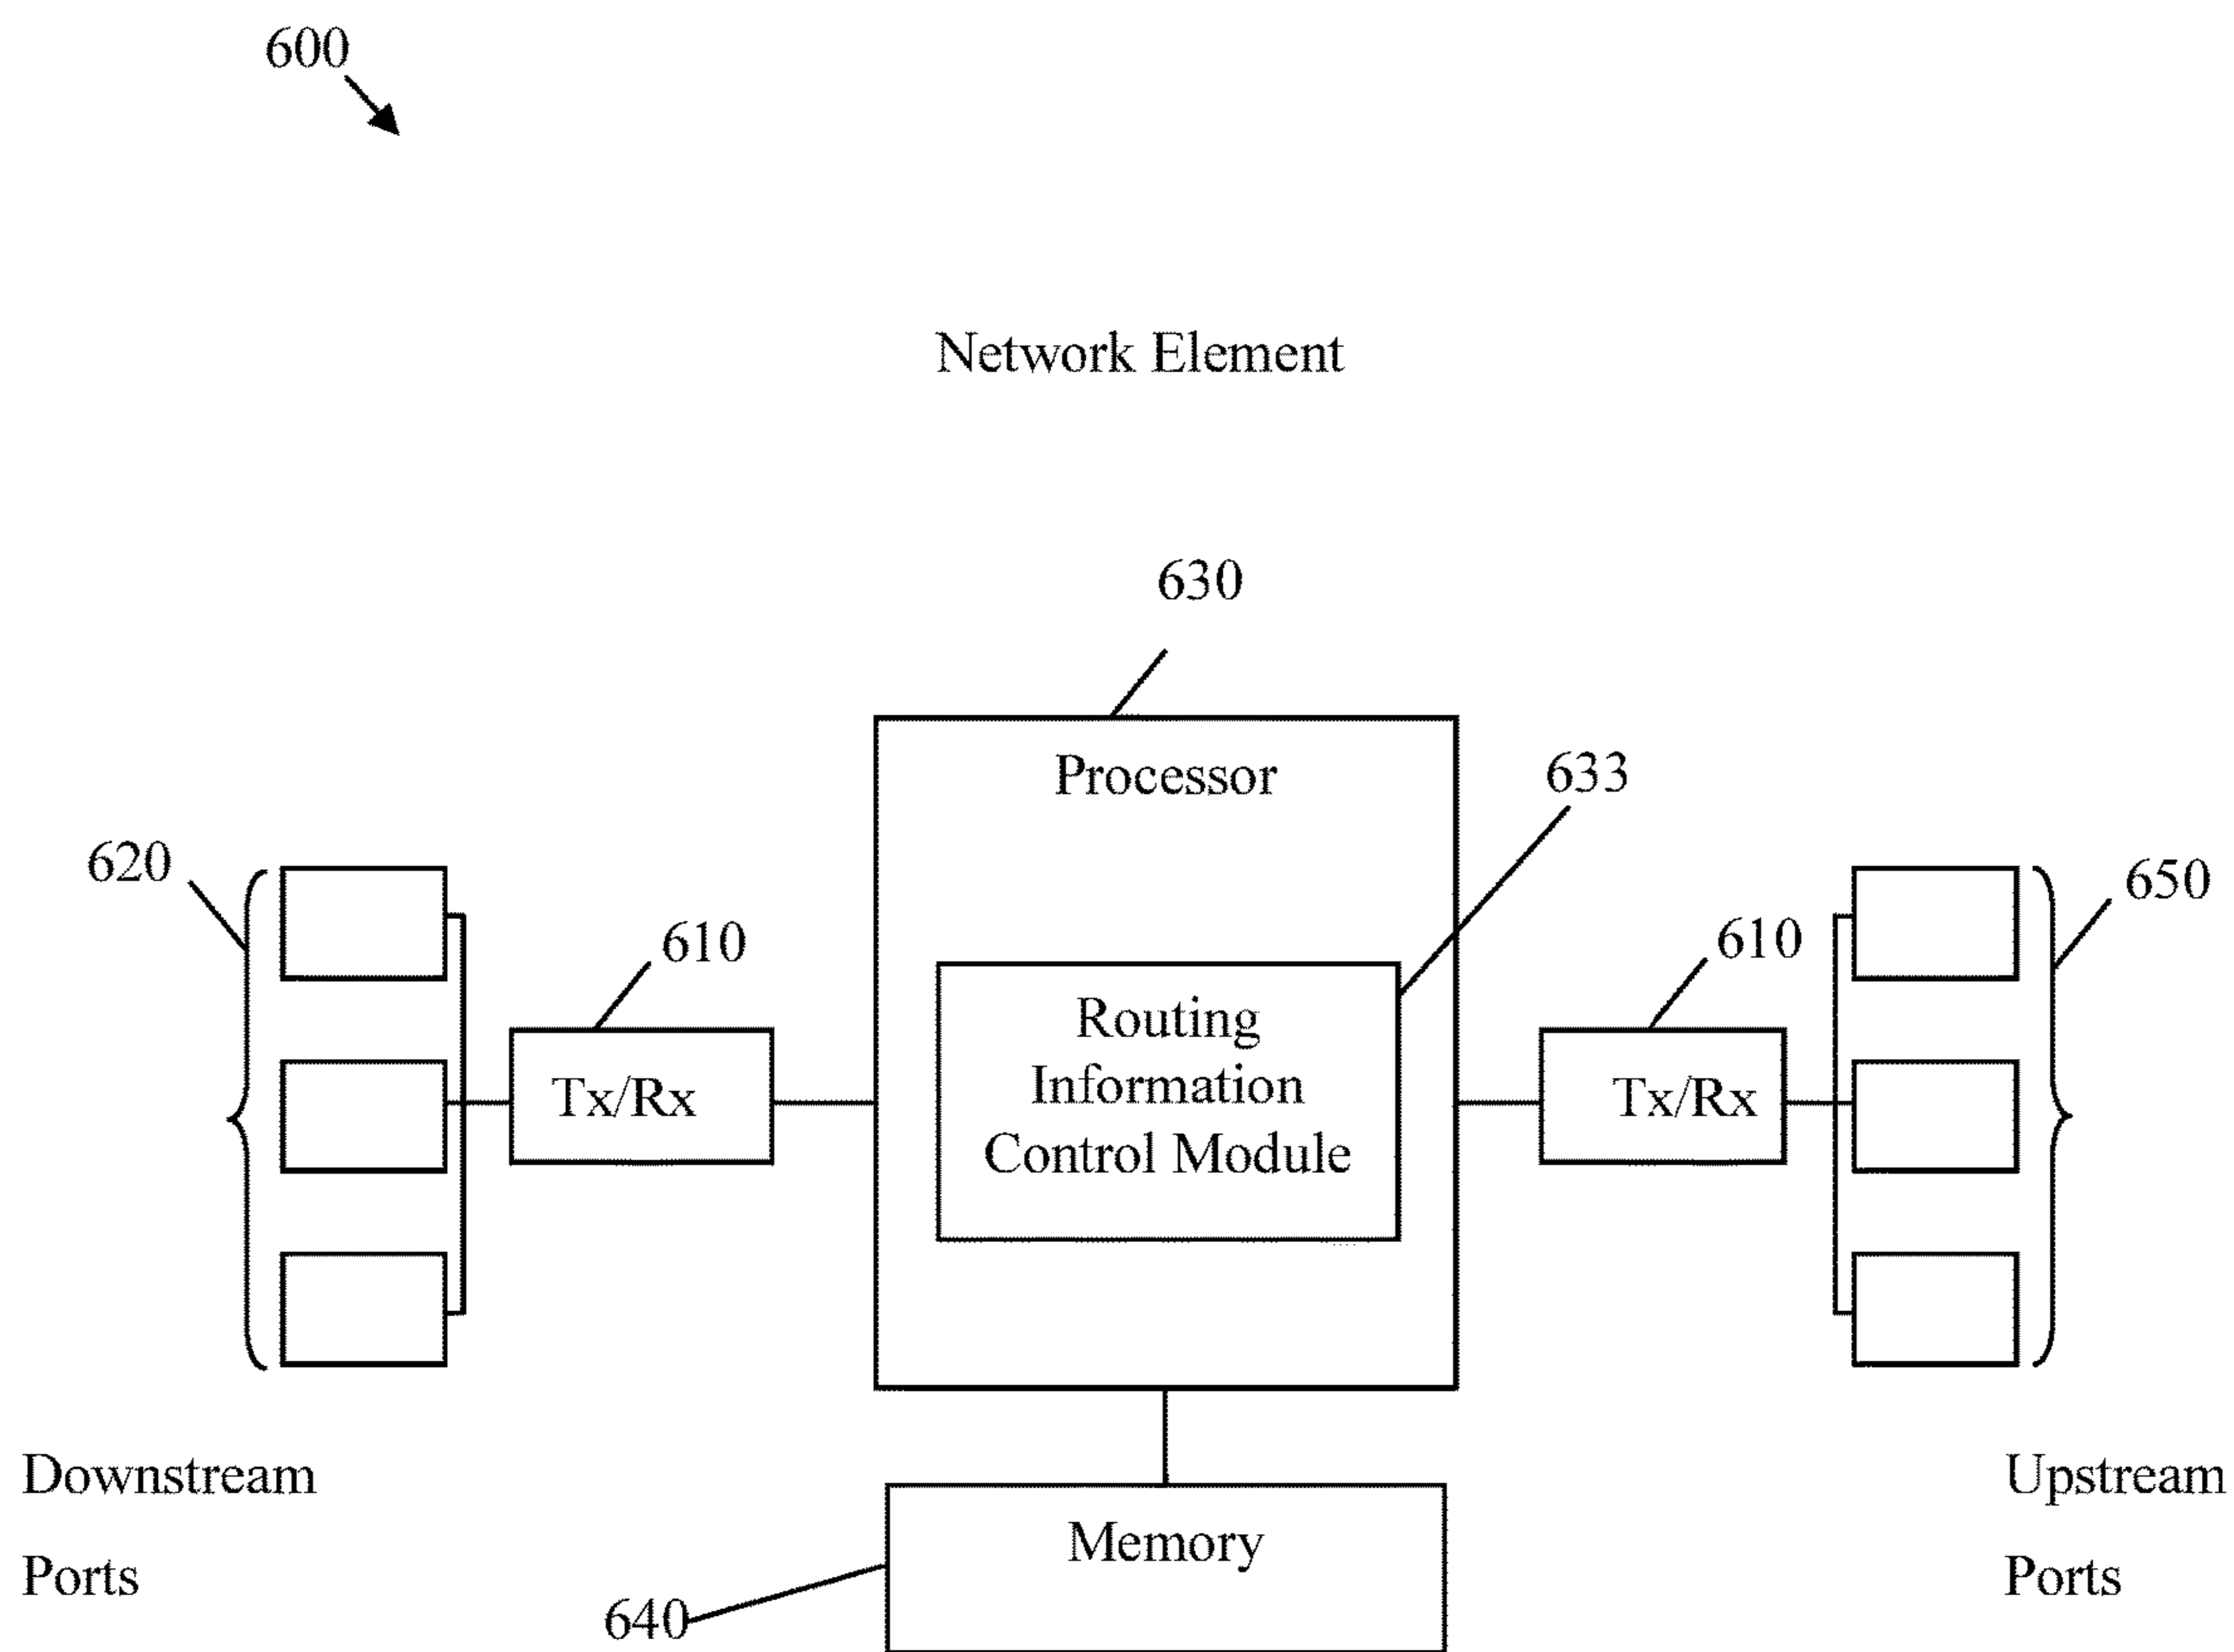 600
Network Element
630
Processor
633
620
650
610
610
Routing
Information
Control Module
Tx/Rx
Tx/Rx
Downstream
Ports
Upstream
Ports
Memory
640